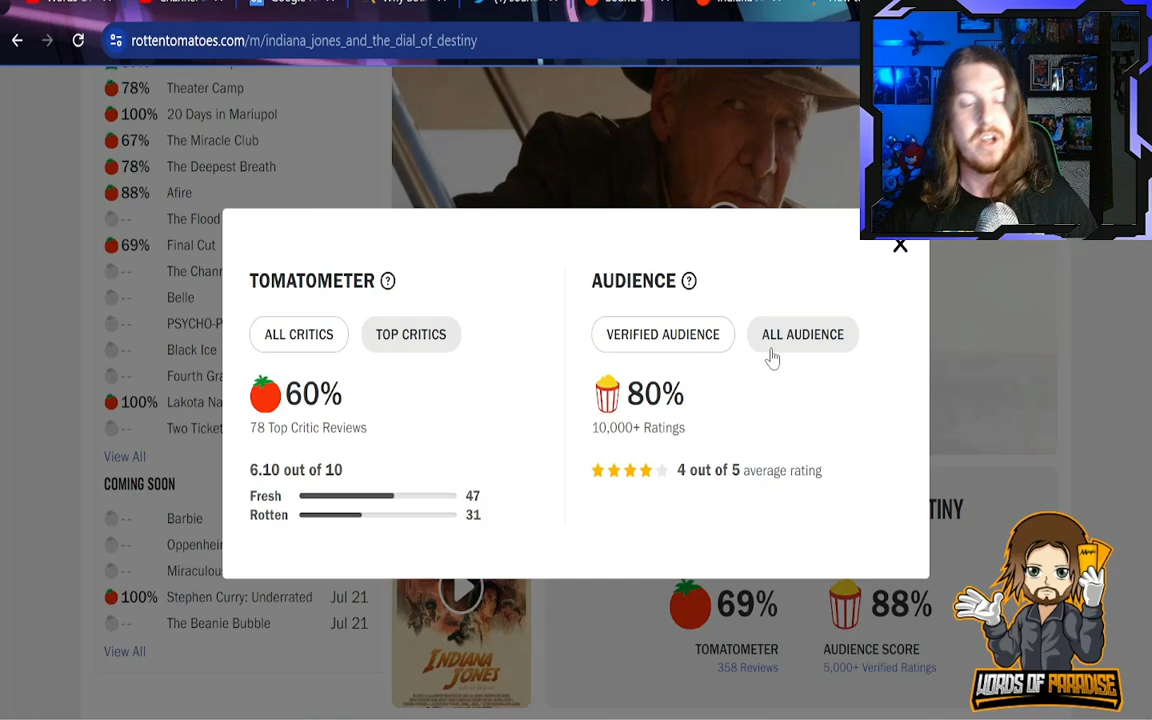 rottentomatoes.com/m/indiana_jones_and_the_dial_of_destiny
78% Theater Camp
100% 20 Days in Mariupol
67% The Miracle Club
78% The Deepest Breath
88% Afire
-- The Flood
69% Final Cut
-- The Chann
-- Belle
-- PSYCHO-P
-- Black Ice
-- Fourth Gra
100% Lakota Na
-- Two Ticket
View All
COMING SOON
-- Barbie
-- Oppenhein
-- Miraculou
100% Stephen Curry: Underrated Jul 21
-- The Beanie Bubble Jul 21
View All
X
TOMATOMETER ?
ALL CRITICS TOP CRITICS
60%
78 Top Critic Reviews
6.10 out of 10
Fresh 47
Rotten 31
AUDIENCE ?
VERIFIED AUDIENCE ALL AUDIENCE
80%
10,000+ Ratings
4 out of 5 average rating
TINY
INDIANA
JONES
69%
TOMATOMETER
358 Reviews
88%
AUDIENCE SCORE
5,000+ Verified Ratings
WORDS OF PARADISE